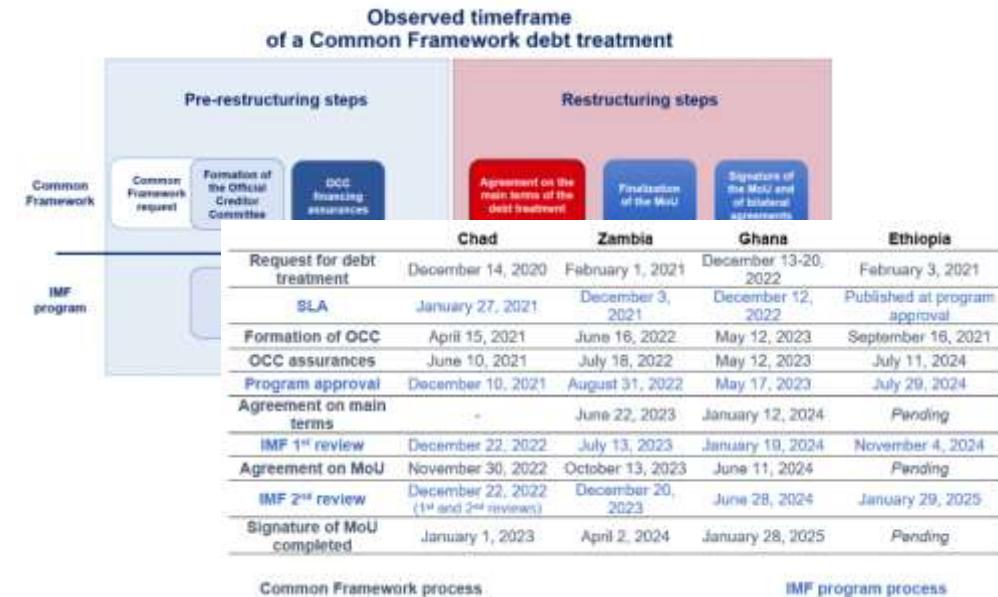 Observed timeframe
of a Common Framework debt treatment
Pre-restructuring steps
Restructuring steps
Common
Framework
Common
Framework
request
Formation of
the Official
Creditor
Committee
OCC
financing
assurances
Agreement on the
main terms of the
debt treatment
Finalization
of the MoU
Signature of
the MoU and
of bilateral
agreements
IMF
program
Chad Zambia Ghana Ethiopia
Request for debt
treatment December 14, 2020 February 1, 2021 December 13-20,
2022 February 3, 2021
SLA January 27, 2021 December 3,
2021 December 12,
2022 Published at program
approval
Formation of OCC April 15, 2021 June 16, 2022 May 12, 2023 September 16, 2021
OCC assurances June 10, 2021 July 18, 2022 May 12, 2023 July 11, 2024
Program approval December 10, 2021 August 31, 2022 May 17, 2023 July 29, 2024
Agreement on main
terms - June 22, 2023 January 12, 2024 Pending
IMF 1st review December 22, 2022 July 13, 2023 January 19, 2024 November 4, 2024
Agreement on MoU November 30, 2022 October 13, 2023 June 11, 2024 Pending
IMF 2nd review December 22, 2022
(1st and 2nd reviews) December 20,
2023 June 28, 2024 January 29, 2025
Signature of MoU
completed January 1, 2023 April 2, 2024 January 28, 2025 Pending
Common Framework process
IMF program process